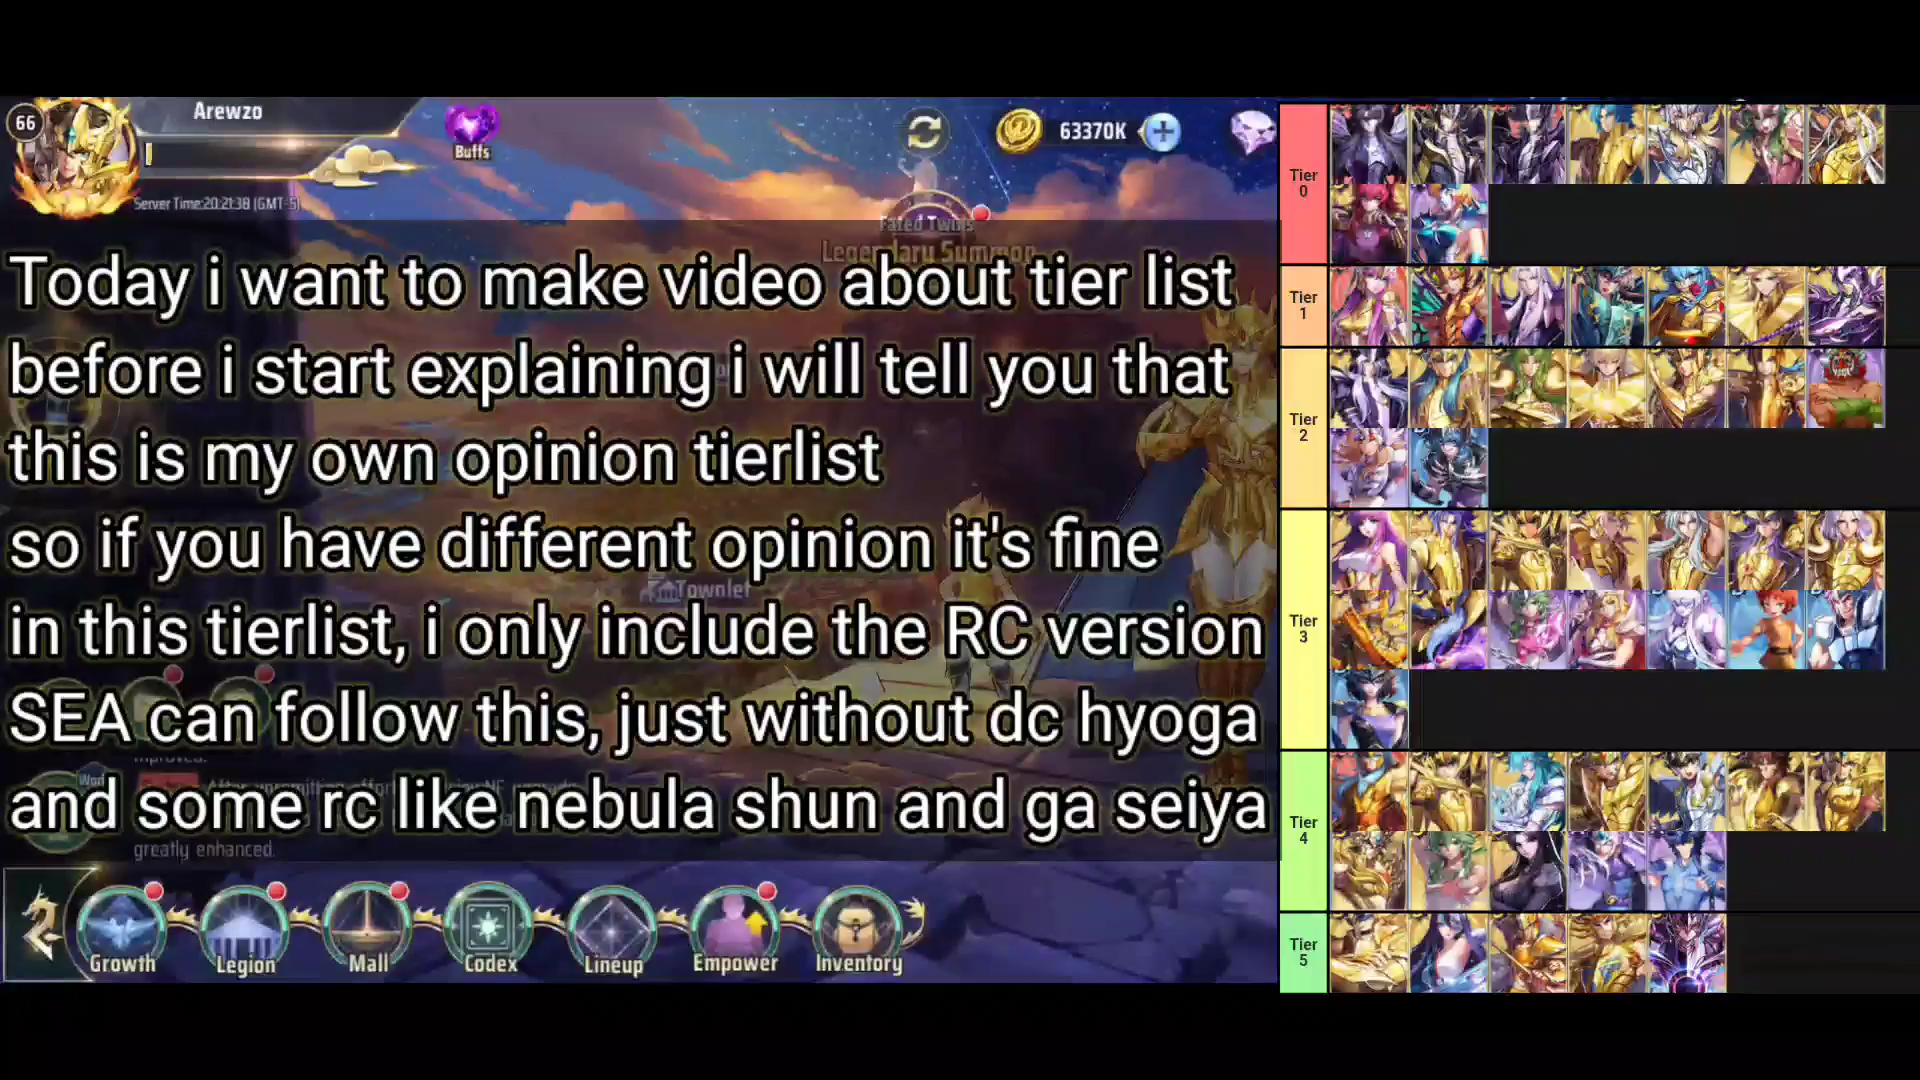 66
Arewzo
Buffs
63370K
Server Time:20:21:38 (GMT-5)
Fated Twins
Legendary Summon
Today i want to make video about tier list
before i start explaining i will tell you that
this is my own opinion tierlist
so if you have different opinion it's fine
Townlet
in this tierlist, i only include the RC version
SEA can follow this, just without dc hyoga
improved.
and some rc like nebula shun and ga seiya
greatly enhanced.
Growth
Legion
Mall
Codex
Lineup
Empower
Inventory
Tier
0
Tier
1
Tier
2
Tier
3
Tier
4
Tier
5